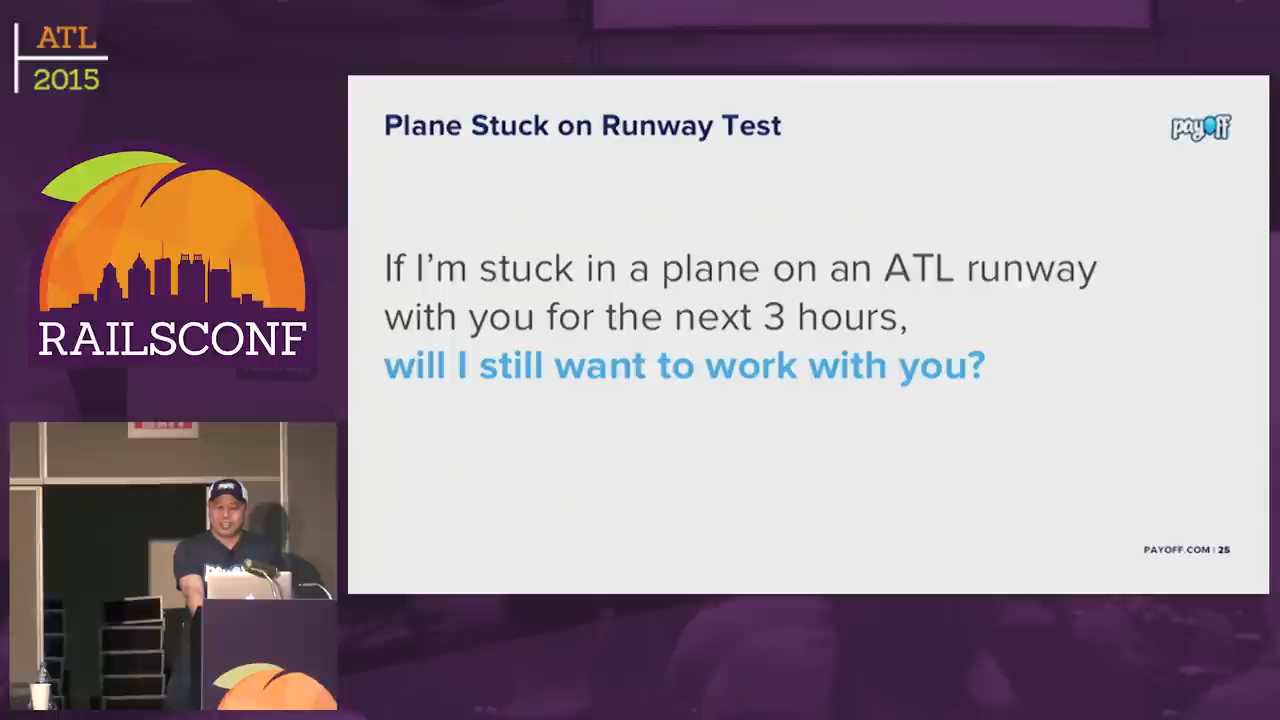 ATL
2015
RAILSCONF
Plane Stuck on Runway Test
payoff
If I'm stuck in a plane on an ATL runway
with you for the next 3 hours,
will I still want to work with you?
PAYOFF.COM | 25